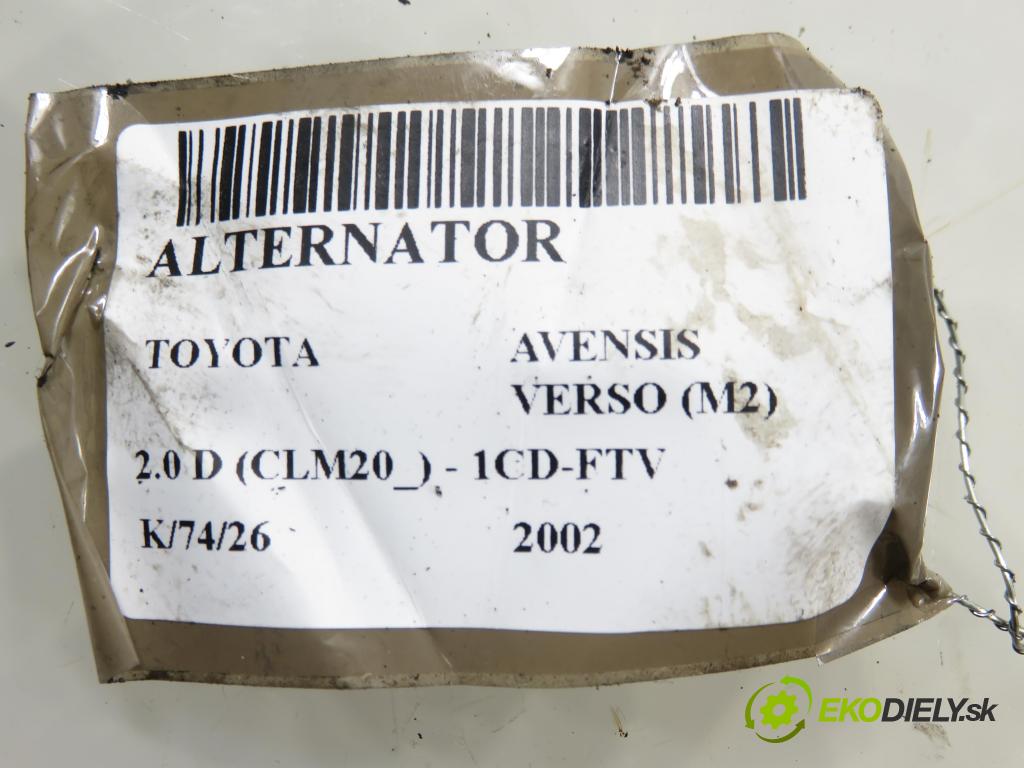 ALTERNATOR
TOYOTA AVENSIS
VERSO (M2)
2.0 D (CLM20_) - 1CD-FTV
K/74/26 2002
EKODIELY.sk